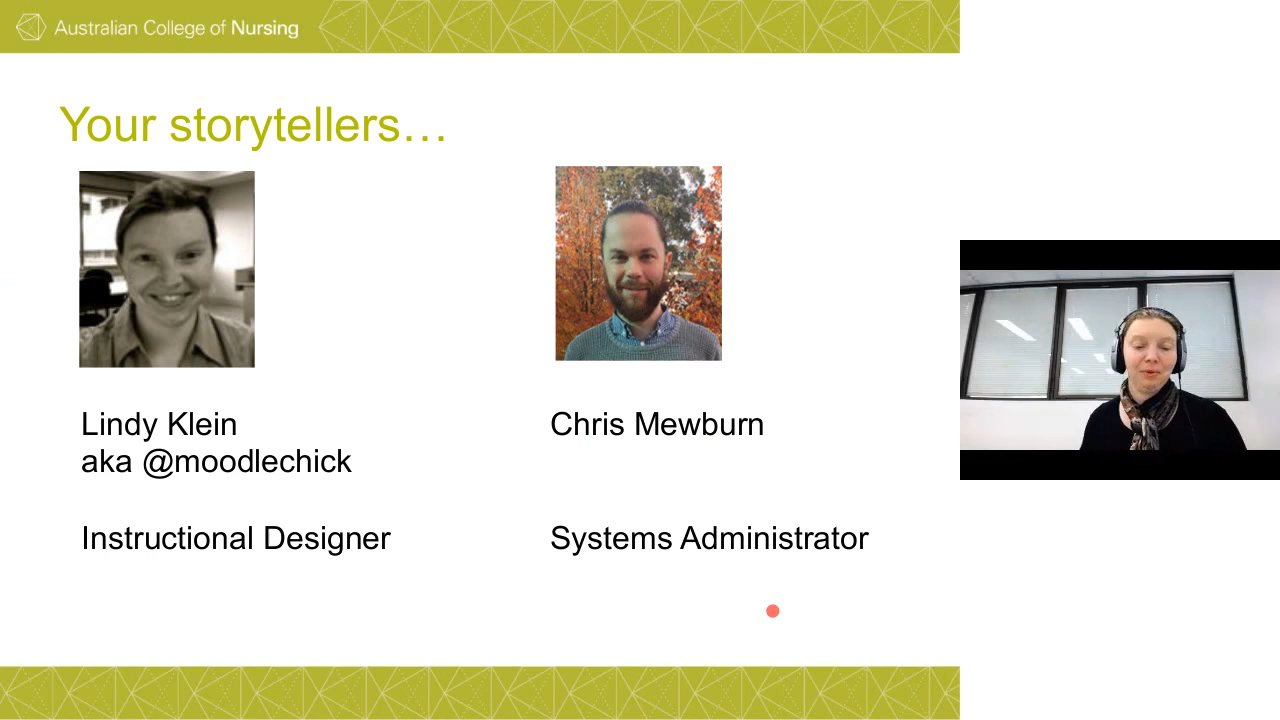 Australian College of Nursing
Your storytellers…
Lindy Klein
aka @moodlechick
Chris Mewburn
Instructional Designer
Systems Administrator